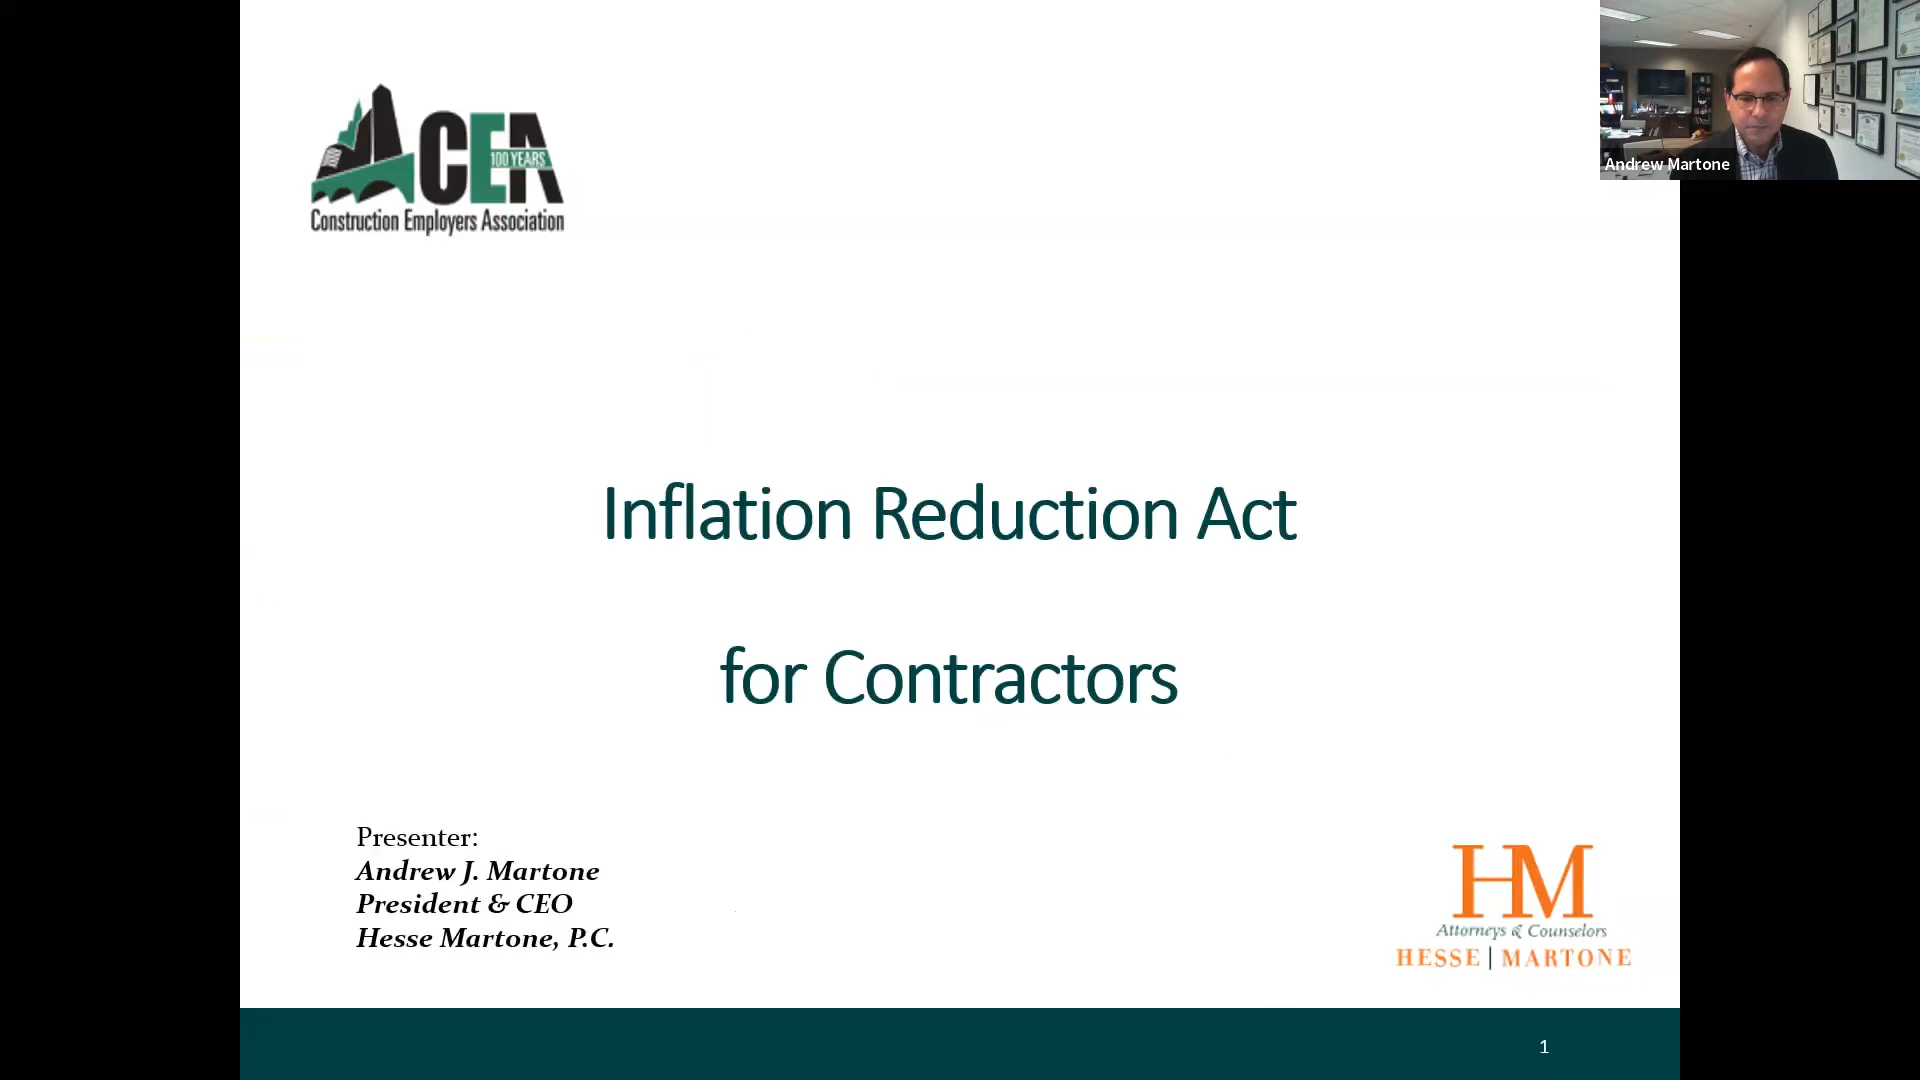 CEA
100 YEARS
Construction Employers Association
Andrew Martone
Inflation Reduction Act
for Contractors
Presenter:
Andrew J. Martone
President & CEO
Hesse Martone, P.C.
HM
Attorneys & Counselors
HESSE | MARTONE
1